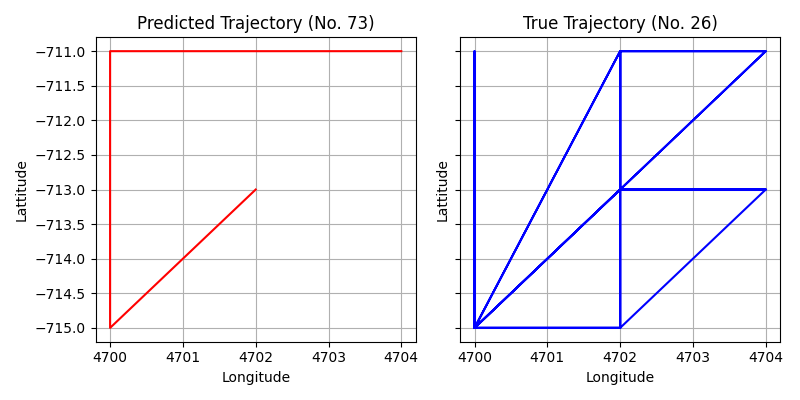 Predicted Trajectory (No. 73)
True Trajectory (No. 26)
Lattitude
−711.0
−711.5
−712.0
−712.5
−713.0
−713.5
−714.0
−714.5
−715.0
4700 4701 4702 4703 4704
Longitude
Lattitude
4700 4701 4702 4703 4704
Longitude